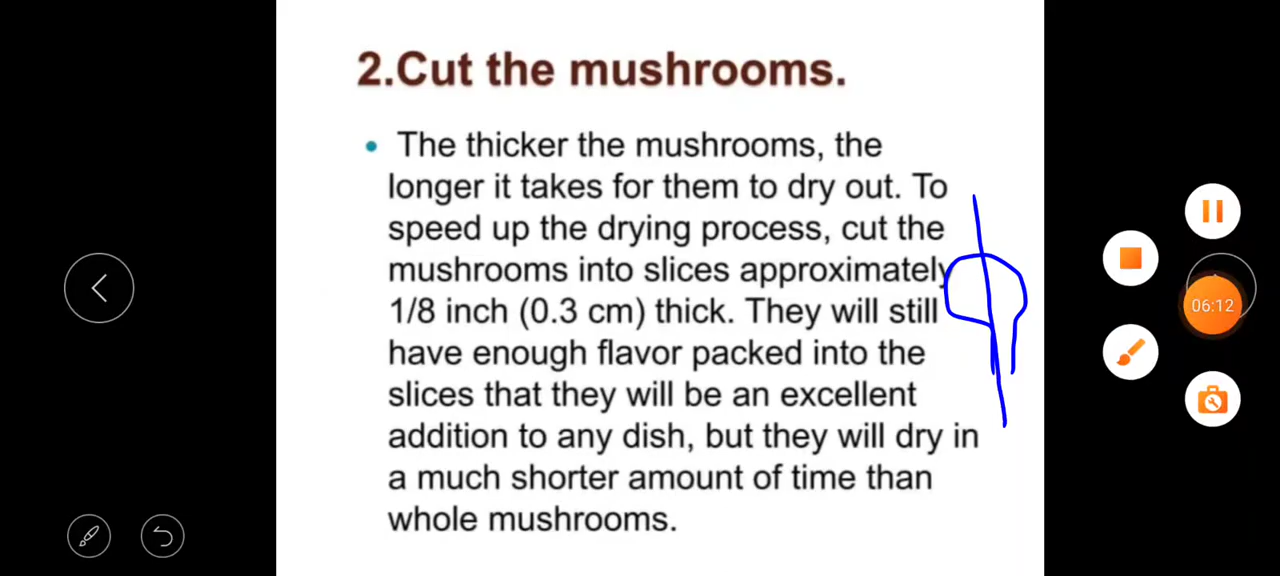 2.Cut the mushrooms.
• The thicker the mushrooms, the
longer it takes for them to dry out. To
speed up the drying process, cut the
mushrooms into slices approximately
1/8 inch (0.3 cm) thick. They will still
have enough flavor packed into the
slices that they will be an excellent
addition to any dish, but they will dry in
a much shorter amount of time than
whole mushrooms.
06:12